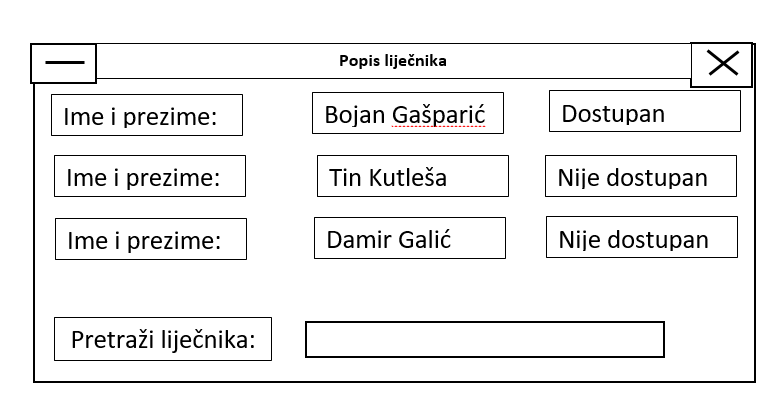 Popis liječnika
Ime i prezime: Bojan Gašparić Dostupan
Ime i prezime: Tin Kutleša Nije dostupan
Ime i prezime: Damir Galić Nije dostupan
Pretraži liječnika: